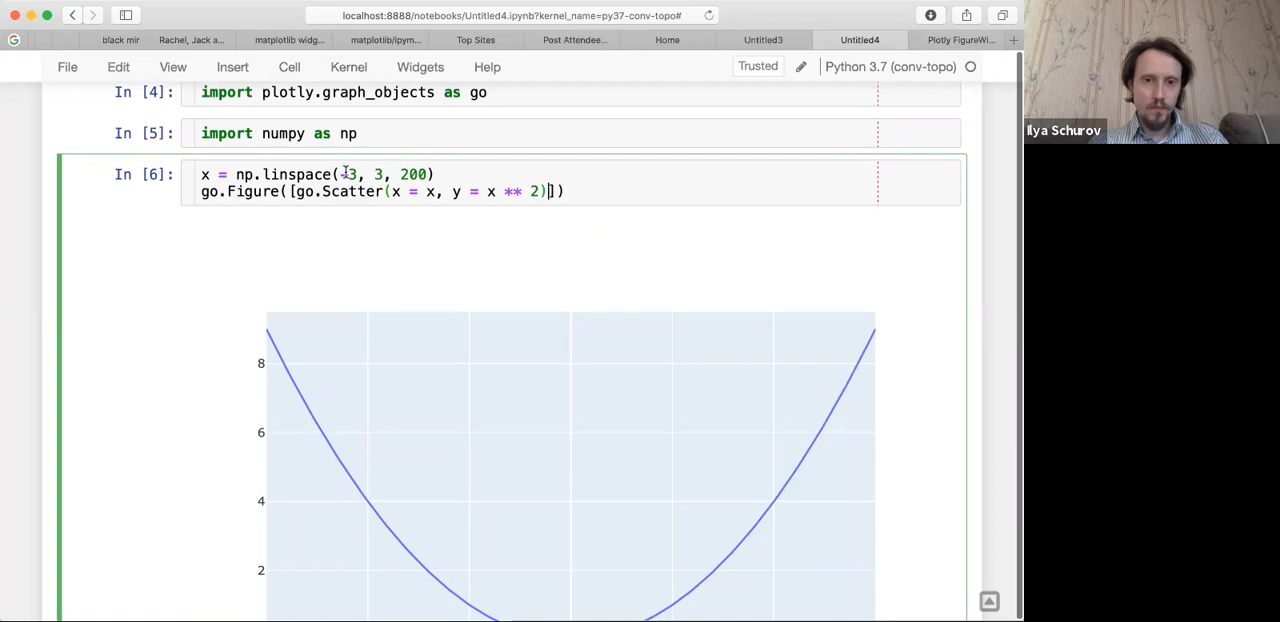 localhost:8888/notebooks/Untitled4.ipynb?kernel_name=py37-conv-topo#
G black mir Rachel, Jack a... matplotlib widg... matplotlib/ipym... Top Sites Post Attendee... Home Untitled3 Untitled4 Plotly FigureWi... +
File Edit View Insert Cell Kernel Widgets Help Trusted Python 3.7 (conv-topo)
In [4]: import plotly.graph_objects as go
In [5]: import numpy as np
In [6]: x = np.linspace(-3, 3, 200)
go.Figure([go.Scatter(x = x, y = x ** 2)])
8
6
4
2
Ilya Schurov